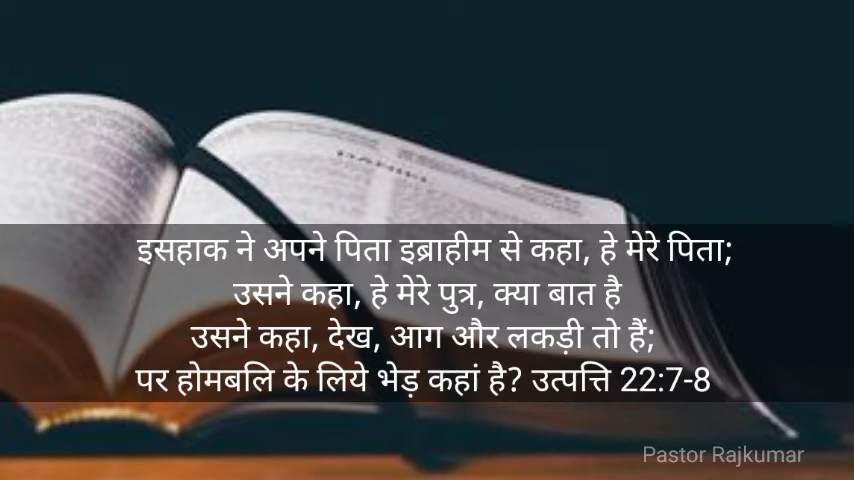 इसहाक ने अपने पिता इब्राहीम से कहा, हे मेरे पिता;
उसने कहा, हे मेरे पुत्र, क्या बात है
उसने कहा, देख, आग और लकड़ी तो हैं;
पर होमबलि के लिये भेड़ कहां है? उत्पत्ति 22:7-8
Pastor Rajkumar